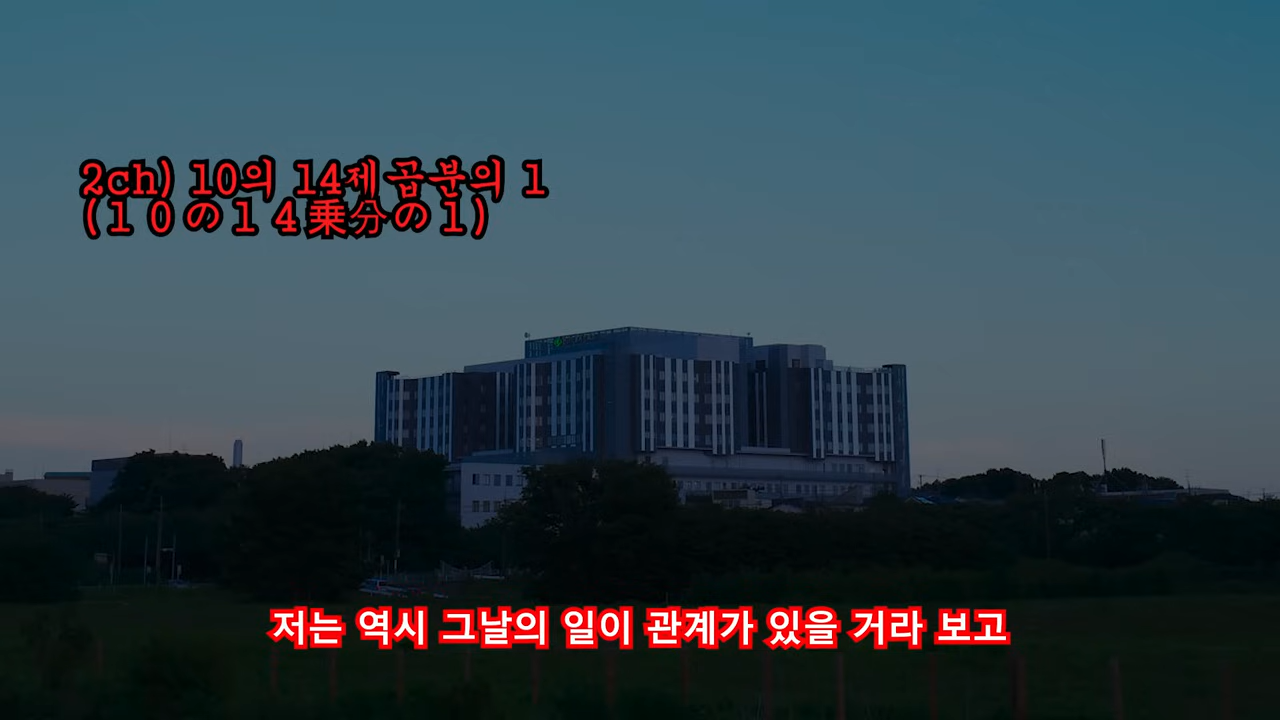 2ch) 10의 14제곱분의 1
(１０の１４乗分の１)
저는 역시 그날의 일이 관계가 있을 거라 보고